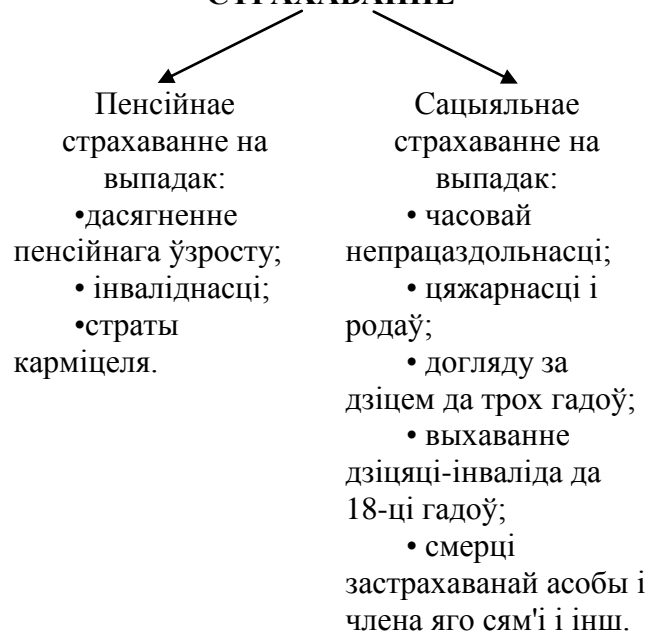 СТРАХАВАННЕ
Пенсійнае
страхаванне на
выпадак:
•дасягненне
пенсійнага ўзросту;
• інваліднасці;
•страты
карміцеля.
Сацыяльнае
страхаванне на
выпадак:
• часовай
непрацаздольнасці;
• цяжарнасці і
родаў;
• догляду за
дзіцем да трох гадоў;
• выхаванне
дзіцяці-інваліда да
18-ці гадоў;
• смерці
застрахаванай асобы і
члена яго сям'і і інш.